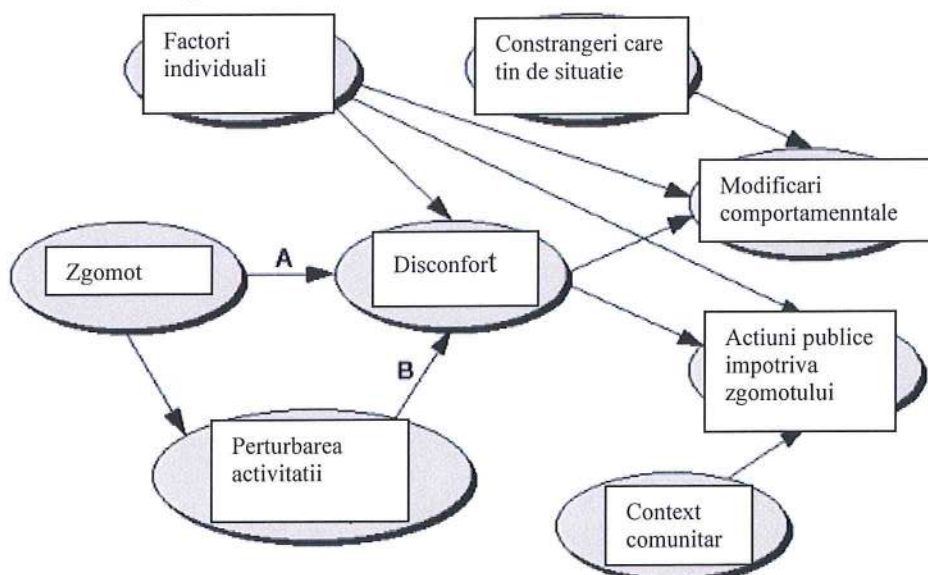 Factori
individuali
Constrangeri care
tin de situatie
Modificari
comportamenntale
Zgomot
A
Disconfort
B
Actiuni publice
impotriva
zgomotului
Perturbarea
activitatii
Context
comunitar